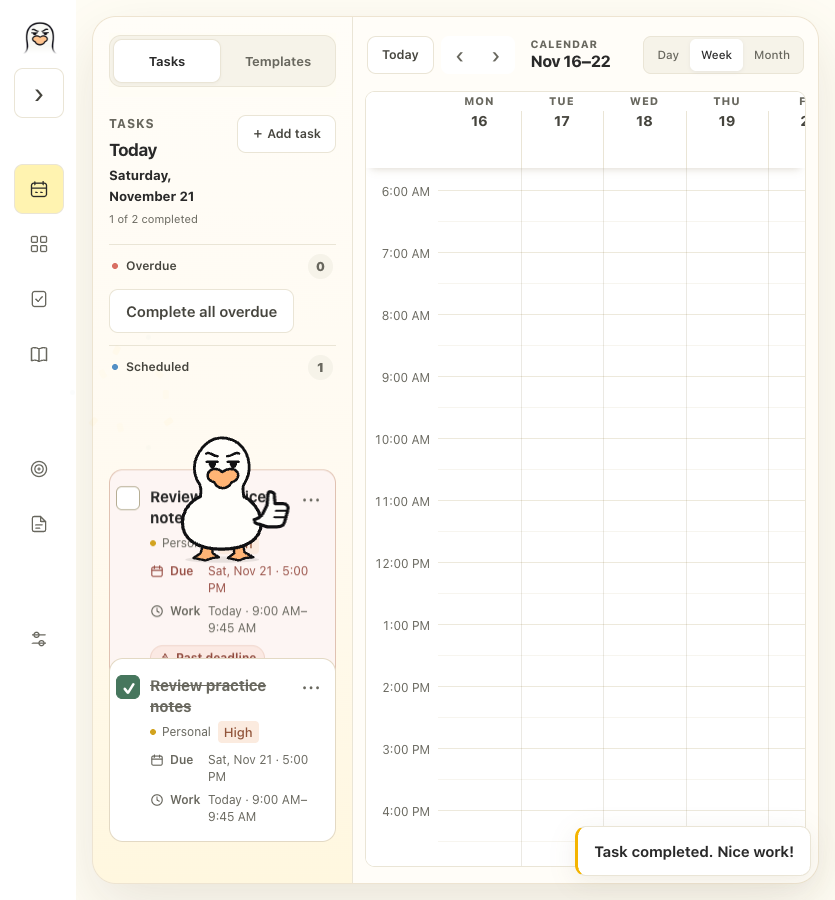 Tasks
Templates
TASKS
+ Add task
Today
Saturday,
November 21
1 of 2 completed
Overdue
0
Complete all overdue
Scheduled
1
Review
note
Due
Sat, Nov 21 · 5:00
PM
Work
Today · 9:00 AM–
9:45 AM
Past deadline
Review practice
notes
Personal
High
Due
Sat, Nov 21 · 5:00
PM
Work
Today · 9:00 AM–
9:45 AM
Today
CALENDAR
Nov 16–22
Day
Week
Month
MON
TUE
WED
THU
F
16
17
18
19
2
6:00 AM
7:00 AM
8:00 AM
9:00 AM
10:00 AM
11:00 AM
12:00 PM
1:00 PM
2:00 PM
3:00 PM
4:00 PM
Task completed. Nice work!